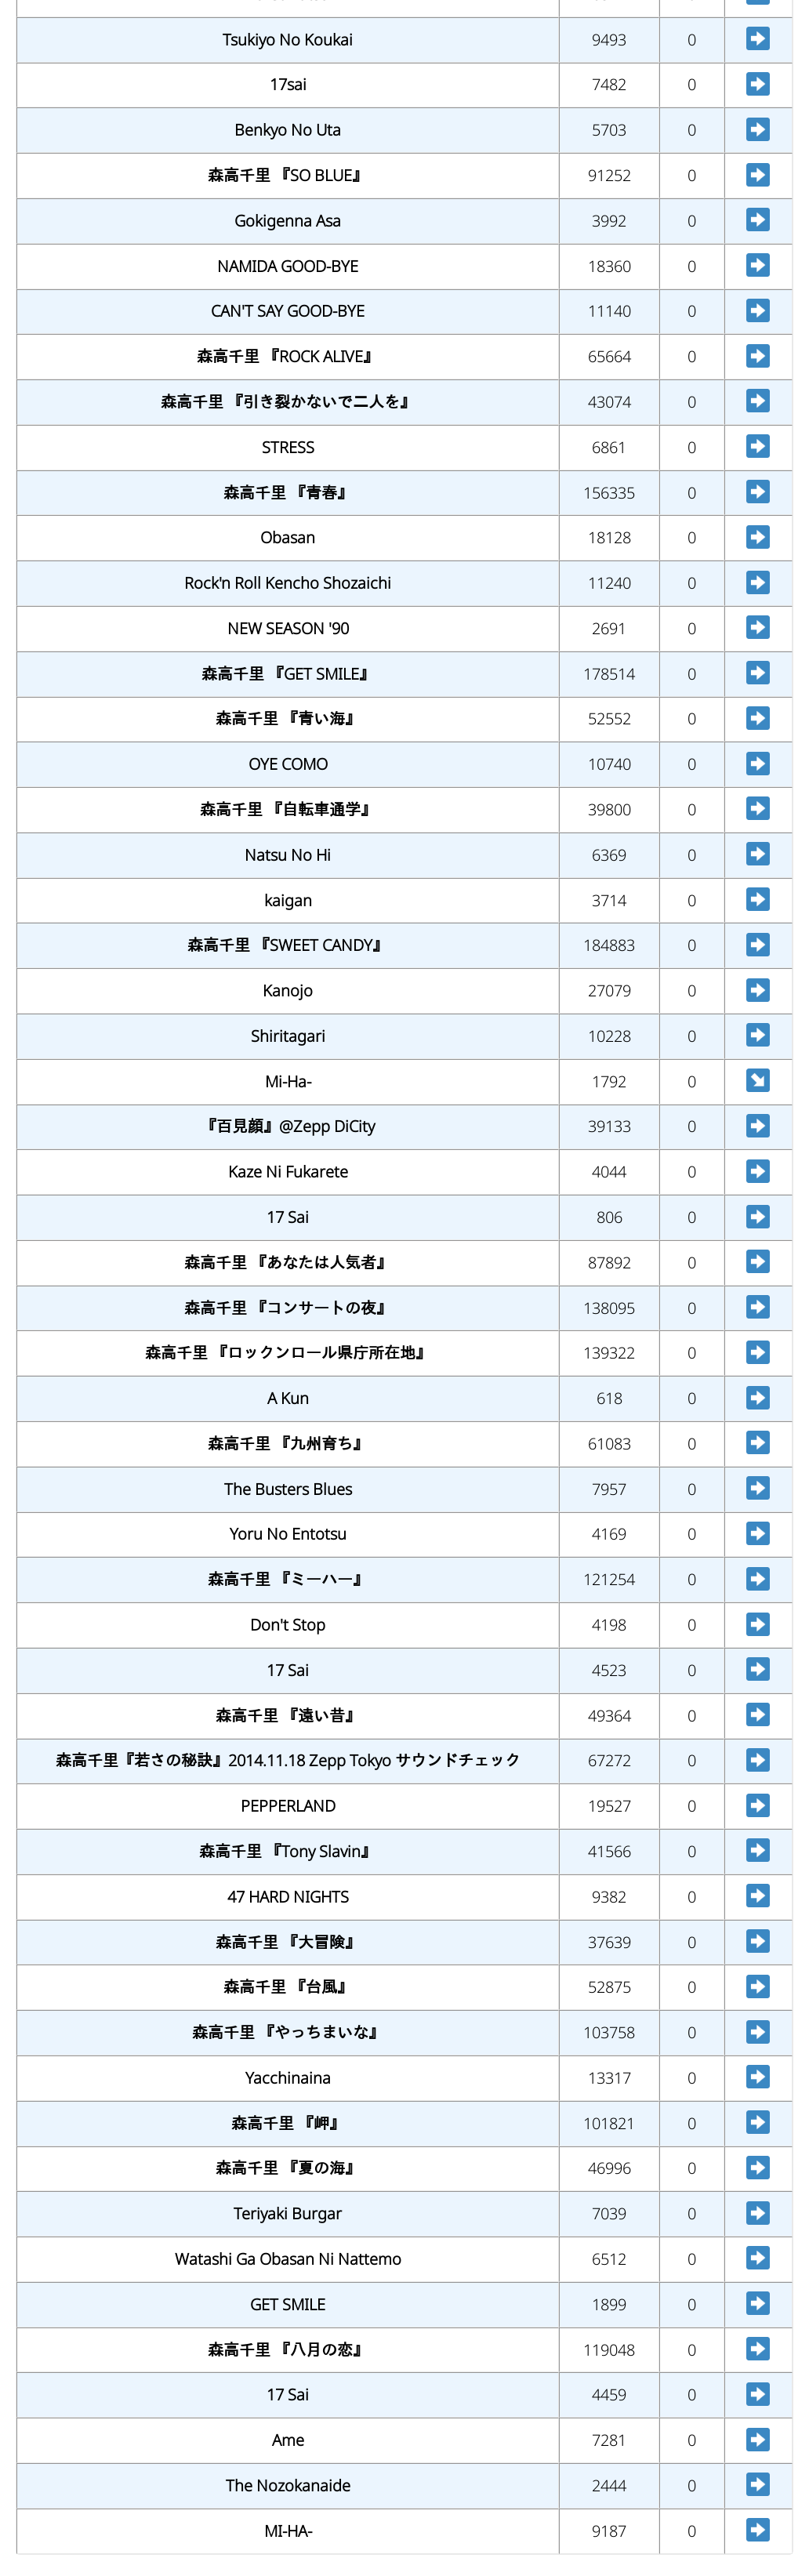 Tsukiyo No Koukai 9493 0
17sai 7482 0
Benkyo No Uta 5703 0
森高千里 『SO BLUE』 91252 0
Gokigenna Asa 3992 0
NAMIDA GOOD-BYE 18360 0
CAN'T SAY GOOD-BYE 11140 0
森高千里 『ROCK ALIVE』 65664 0
森高千里 『引き裂かないで二人を』 43074 0
STRESS 6861 0
森高千里 『青春』 156335 0
Obasan 18128 0
Rock'n Roll Kencho Shozaichi 11240 0
NEW SEASON '90 2691 0
森高千里 『GET SMILE』 178514 0
森高千里 『青い海』 52552 0
OYE COMO 10740 0
森高千里 『自転車通学』 39800 0
Natsu No Hi 6369 0
kaigan 3714 0
森高千里 『SWEET CANDY』 184883 0
Kanojo 27079 0
Shiritagari 10228 0
Mi-Ha- 1792 0
『百見顔』@Zepp DiCity 39133 0
Kaze Ni Fukarete 4044 0
17 Sai 806 0
森高千里 『あなたは人気者』 87892 0
森高千里 『コンサートの夜』 138095 0
森高千里 『ロックンロール県庁所在地』 139322 0
A Kun 618 0
森高千里 『九州育ち』 61083 0
The Busters Blues 7957 0
Yoru No Entotsu 4169 0
森高千里 『ミーハー』 121254 0
Don't Stop 4198 0
17 Sai 4523 0
森高千里 『遠い昔』 49364 0
森高千里『若さの秘訣』2014.11.18 Zepp Tokyo サウンドチェック 67272 0
PEPPERLAND 19527 0
森高千里 『Tony Slavin』 41566 0
47 HARD NIGHTS 9382 0
森高千里 『大冒険』 37639 0
森高千里 『台風』 52875 0
森高千里 『やっちまいな』 103758 0
Yacchinaina 13317 0
森高千里 『岬』 101821 0
森高千里 『夏の海』 46996 0
Teriyaki Burgar 7039 0
Watashi Ga Obasan Ni Nattemo 6512 0
GET SMILE 1899 0
森高千里 『八月の恋』 119048 0
17 Sai 4459 0
Ame 7281 0
The Nozokanaide 2444 0
MI-HA- 9187 0